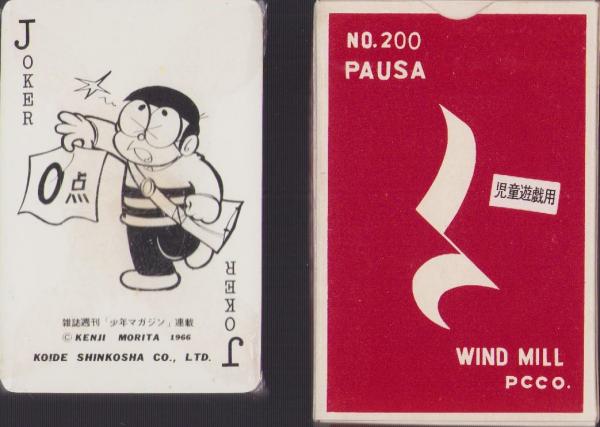 JOKER
0点
雑誌週刊「少年マガジン」連載
© KENJI MORITA 1966
KOIDE SHINKOSHA CO., LTD.
JOKER
NO.200
PAUSA
児童遊戯用
WIND MILL
PCCO.